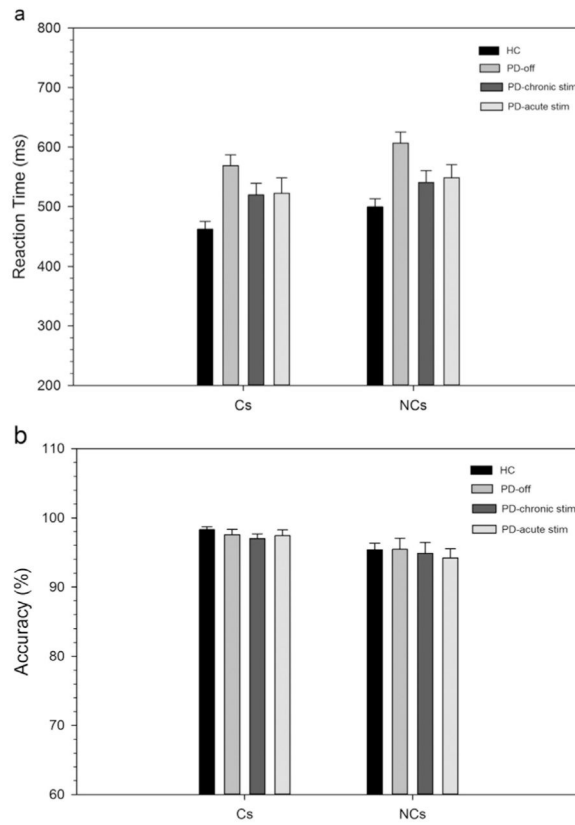 a
800
700
600
500
400
300
200
Reaction Time (ms)
HC
PD-off
PD-chronic stim
PD-acute stim
Cs NCs
b
110
100
90
80
70
60
Accuracy (%)
HC
PD-off
PD-chronic stim
PD-acute stim
Cs NCs